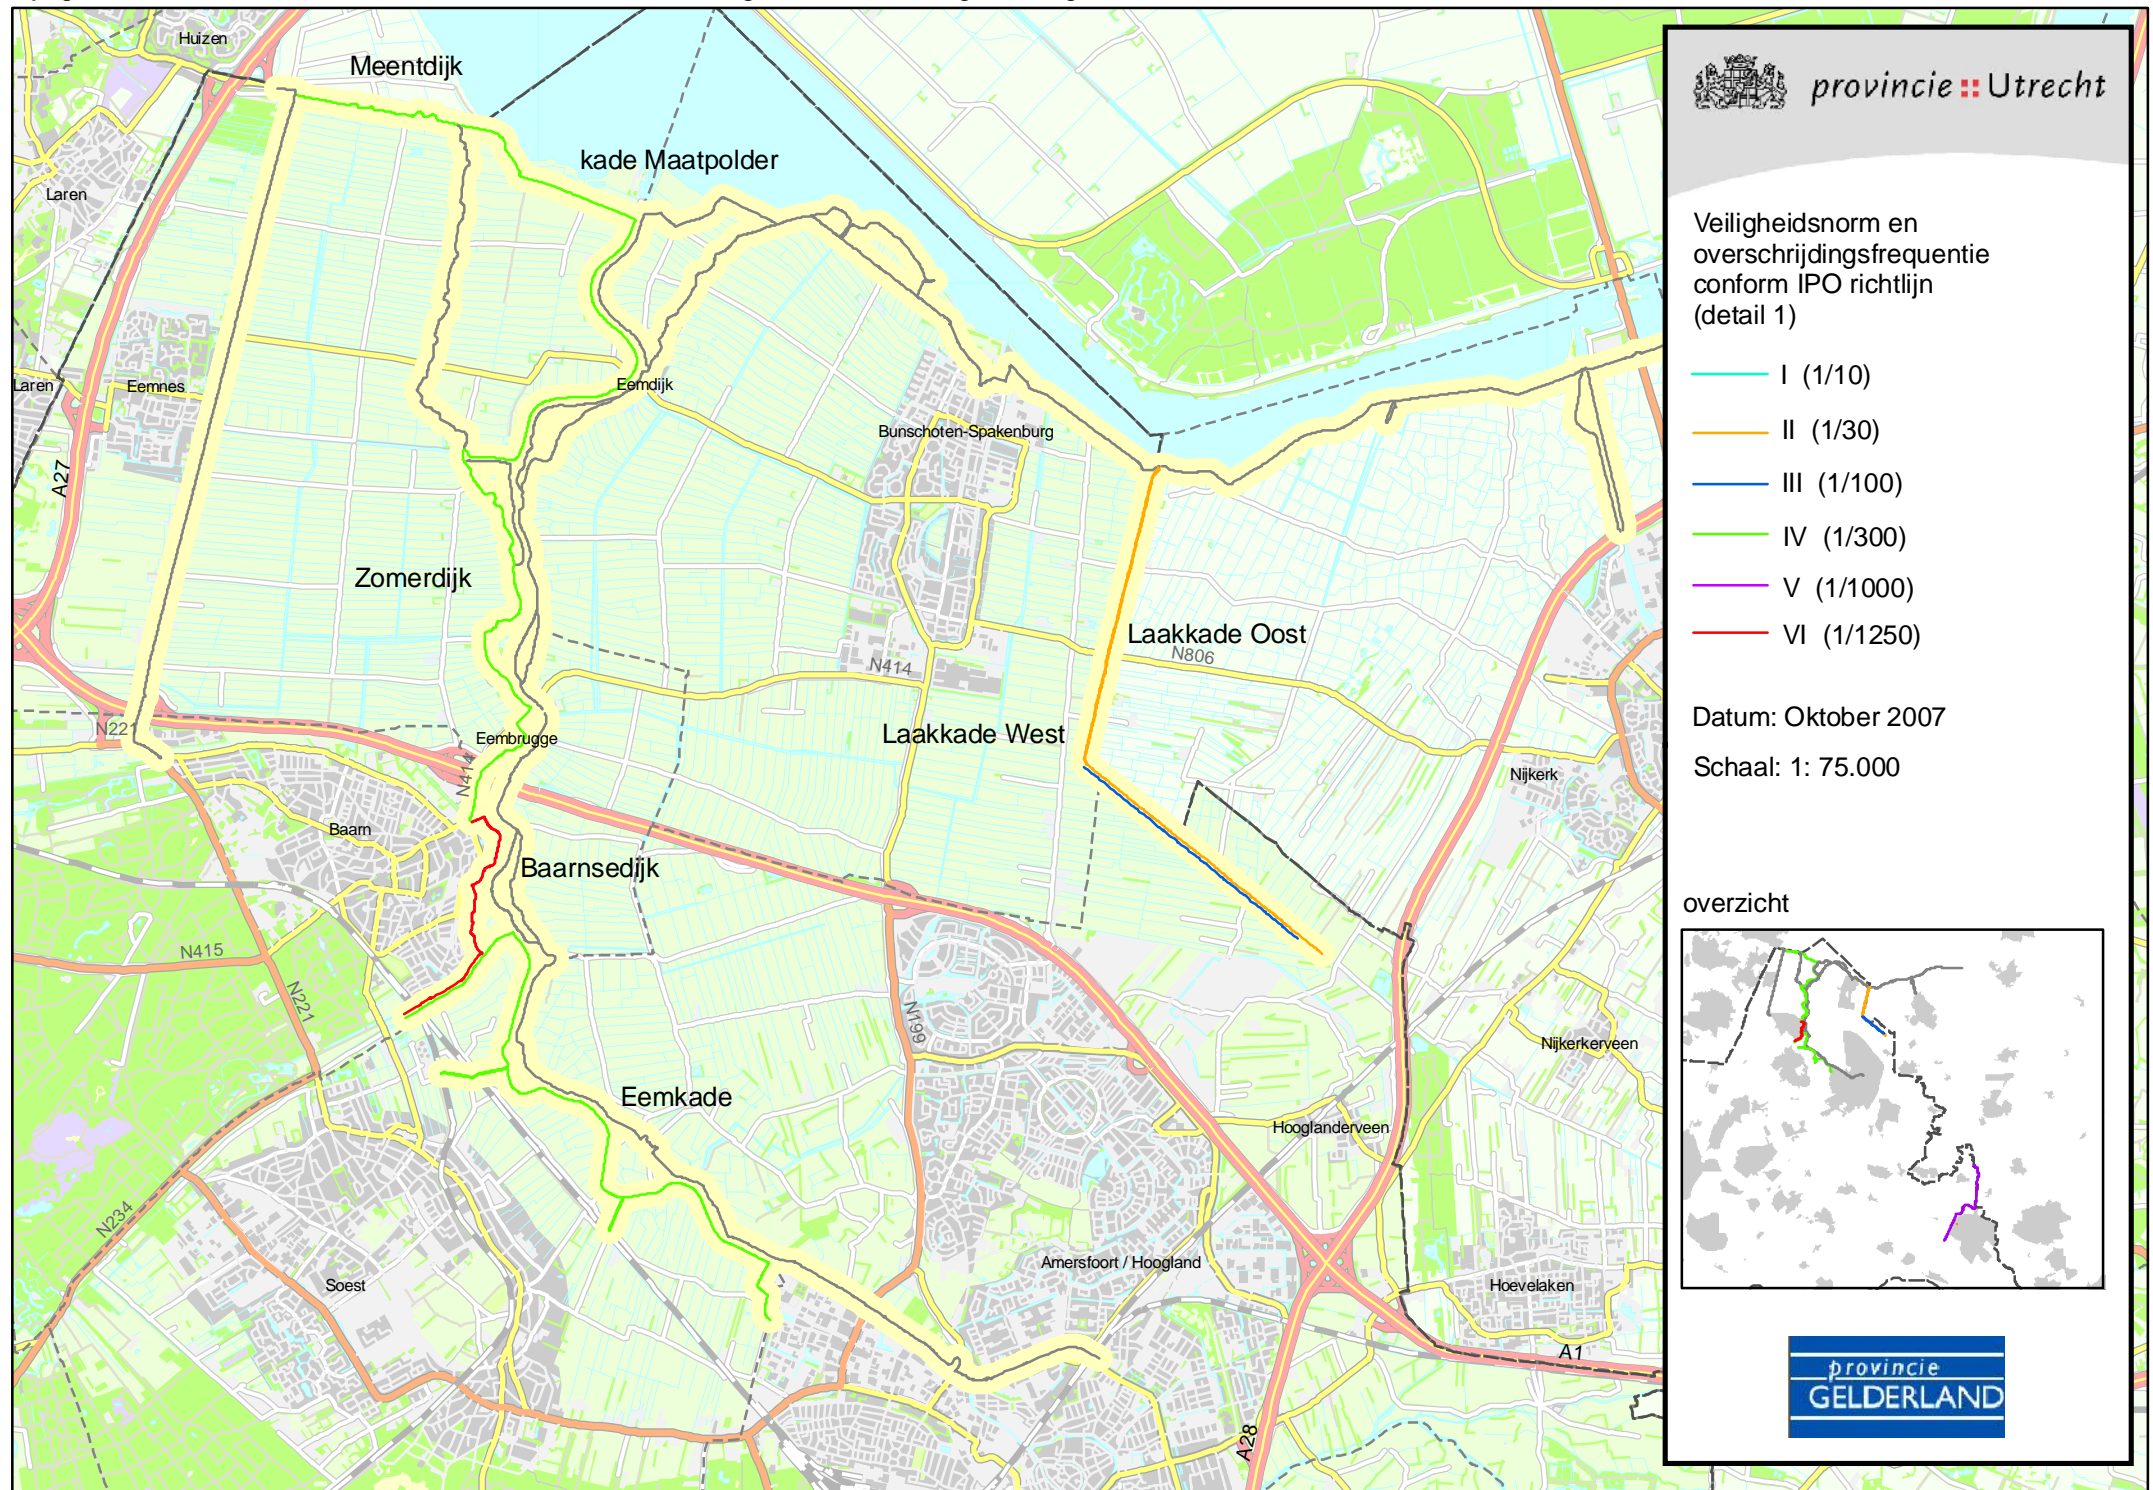 Huizen
Meentdijk
kade Maatpolder
Laren
Laren
Eemnes
A27
Eemdijk
Bunschoten-Spakenburg
Zomerdijk
Laakkade Oost
N806
N414
Laakkade West
N221
Eembrugge
N414
Nijkerk
Baarn
Baarnsedijk
N415
N221
N199
Nijkerkerveen
Eemkade
Hooglanderveen
N234
Soest
Amersfoort / Hoogland
Hoevelaken
A1
A28
provincie :: Utrecht
Veiligheidsnorm en
overschrijdingsfrequentie
conform IPO richtlijn
(detail 1)
I (1/10)
II (1/30)
III (1/100)
IV (1/300)
V (1/1000)
VI (1/1250)
Datum: Oktober 2007
Schaal: 1: 75.000
overzicht
provincie
GELDERLAND